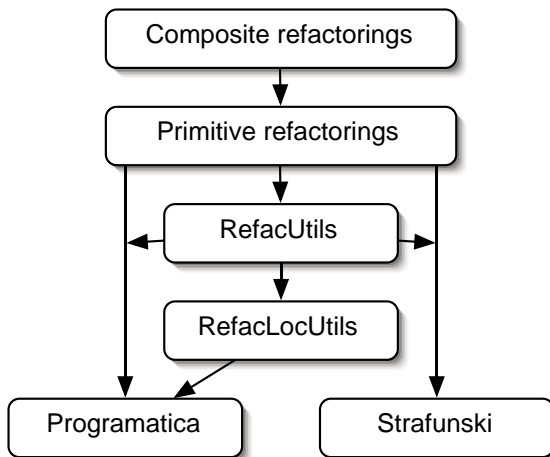 Composite refactorings
Primitive refactorings
RefacUtils
RefacLocUtils
Programatica
Strafunski